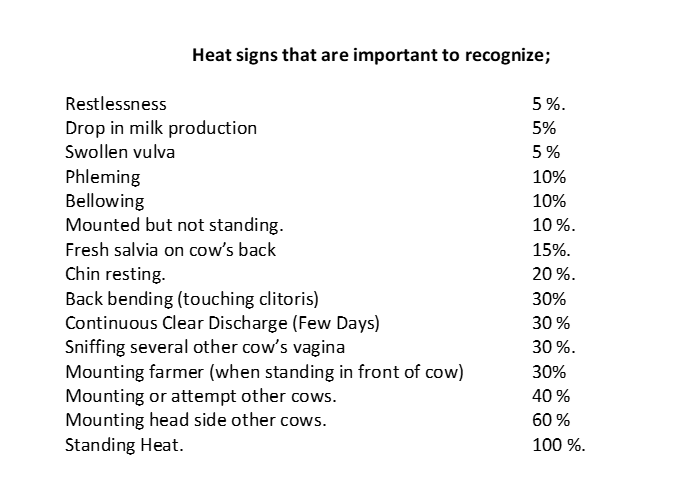 Heat signs that are important to recognize;
Restlessness 5 %.
Drop in milk production 5%
Swollen vulva 5 %
Phleming 10%
Bellowing 10%
Mounted but not standing. 10 %.
Fresh salvia on cow’s back 15%.
Chin resting. 20 %.
Back bending (touching clitoris) 30%
Continuous Clear Discharge (Few Days) 30 %
Sniffing several other cow’s vagina 30 %.
Mounting farmer (when standing in front of cow) 30%
Mounting or attempt other cows. 40 %
Mounting head side other cows. 60 %
Standing Heat. 100 %.